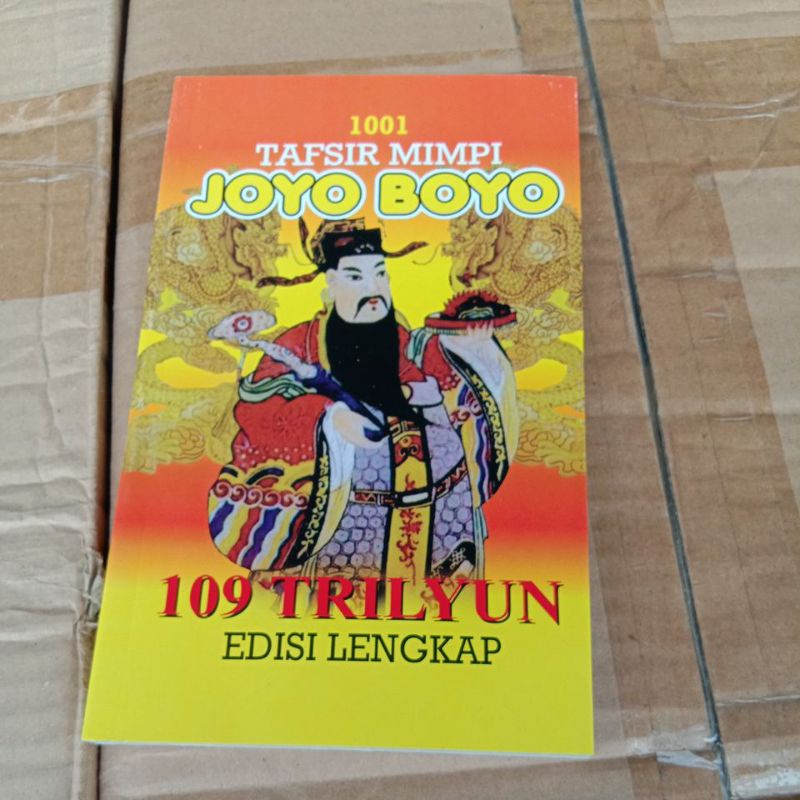 1001
TAFSIR MIMPI
JOYO BOYO
109 TRILYUN
EDISI LENGKAP